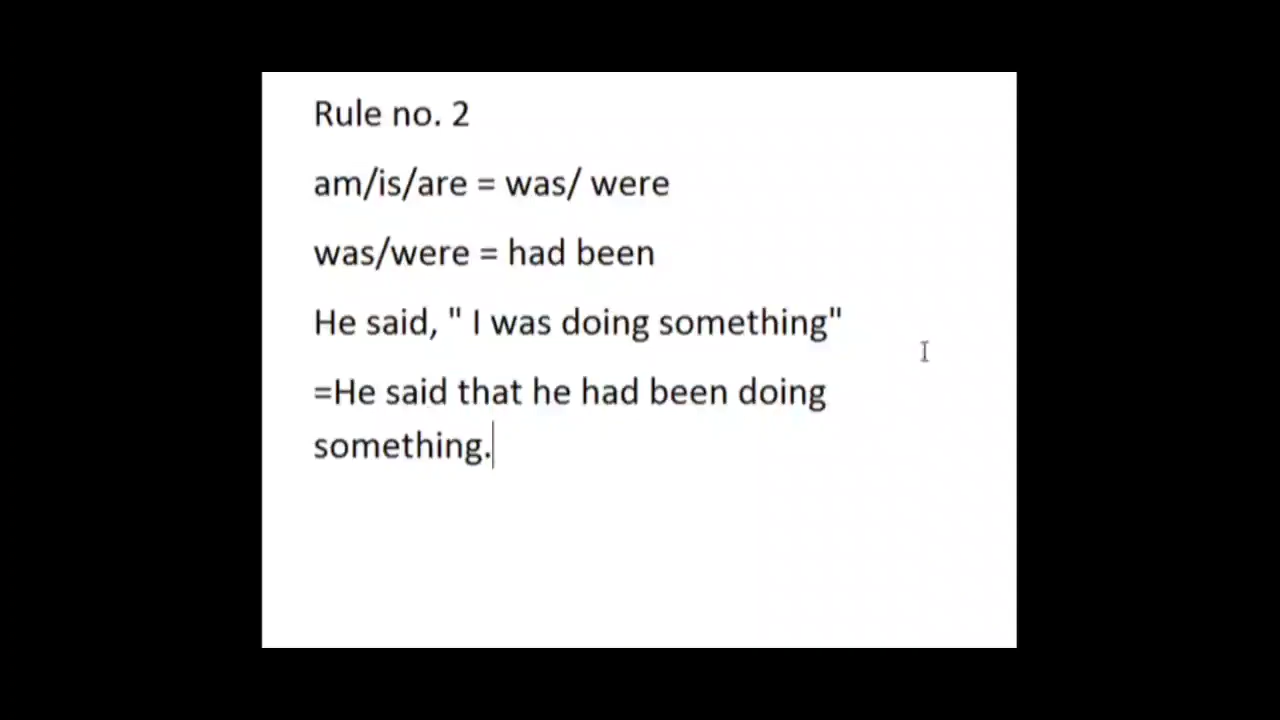 Rule no. 2
am/is/are = was/ were
was/were = had been
He said, " I was doing something"
=He said that he had been doing
something.